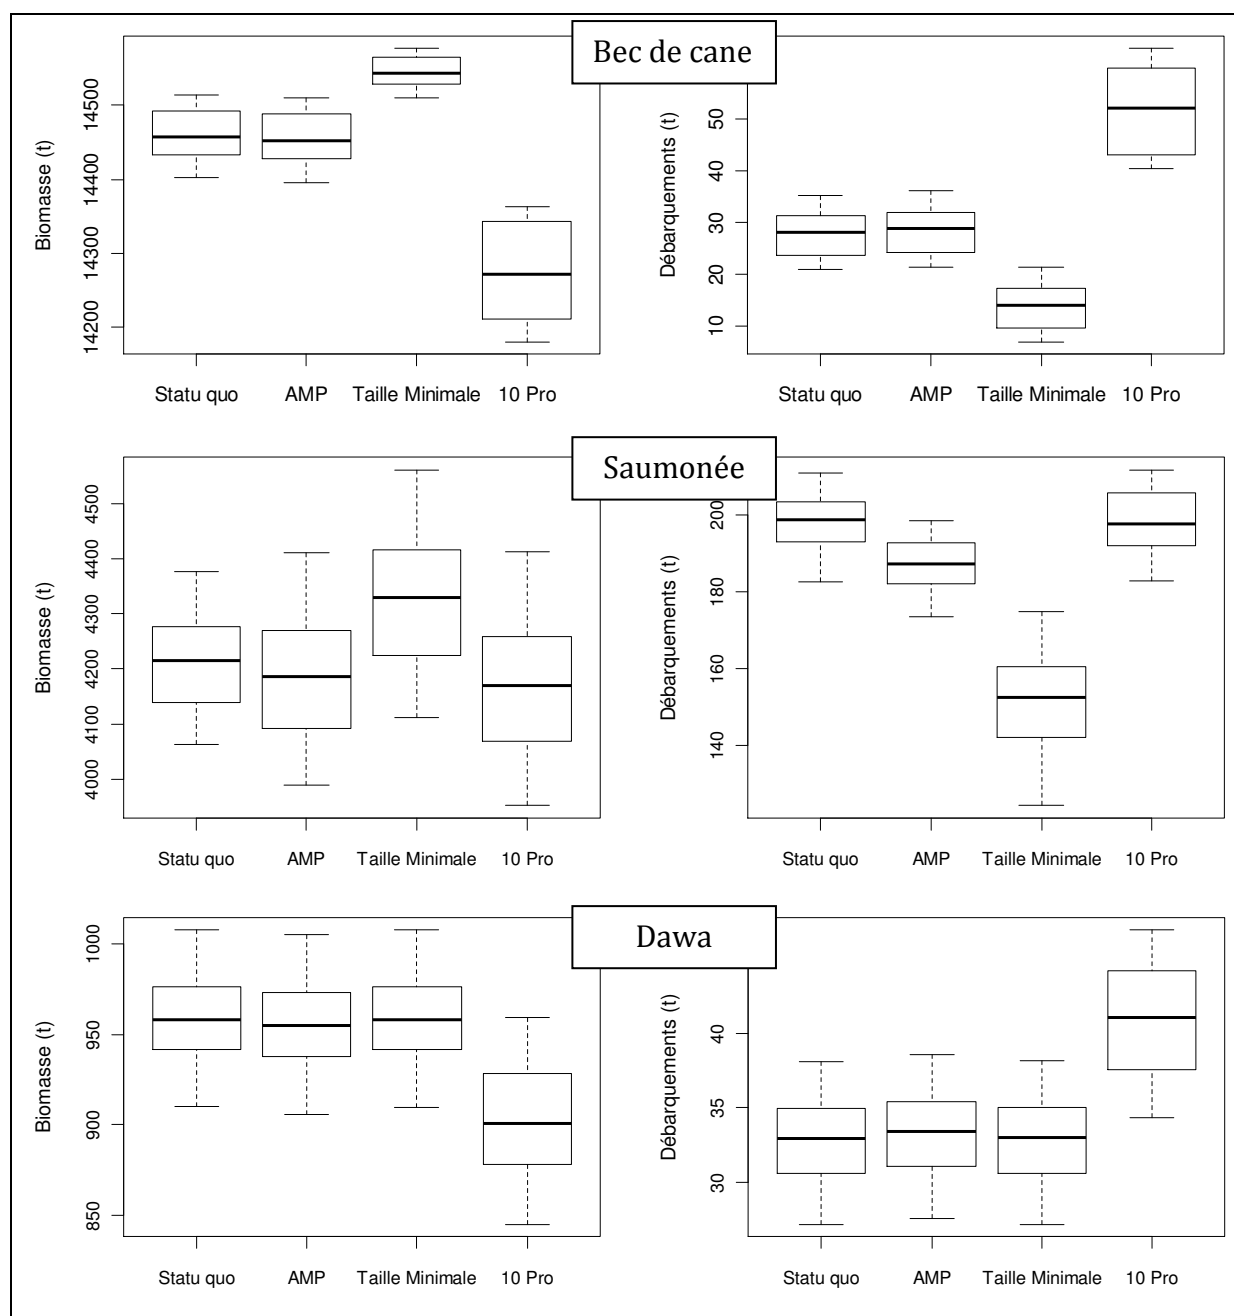 Bec de cane
Biomasse (t)
14500
14400
14300
14200
Statu quo AMP Taille Minimale 10 Pro
Débarquements (t)
50
40
30
20
10
Statu quo AMP Taille Minimale 10 Pro
Saumonée
Biomasse (t)
4500
4400
4300
4200
4100
4000
Statu quo AMP Taille Minimale 10 Pro
Débarquements (t)
200
180
160
140
Statu quo AMP Taille Minimale 10 Pro
Dawa
Biomasse (t)
1000
950
900
850
Statu quo AMP Taille Minimale 10 Pro
Débarquements (t)
40
35
30
Statu quo AMP Taille Minimale 10 Pro